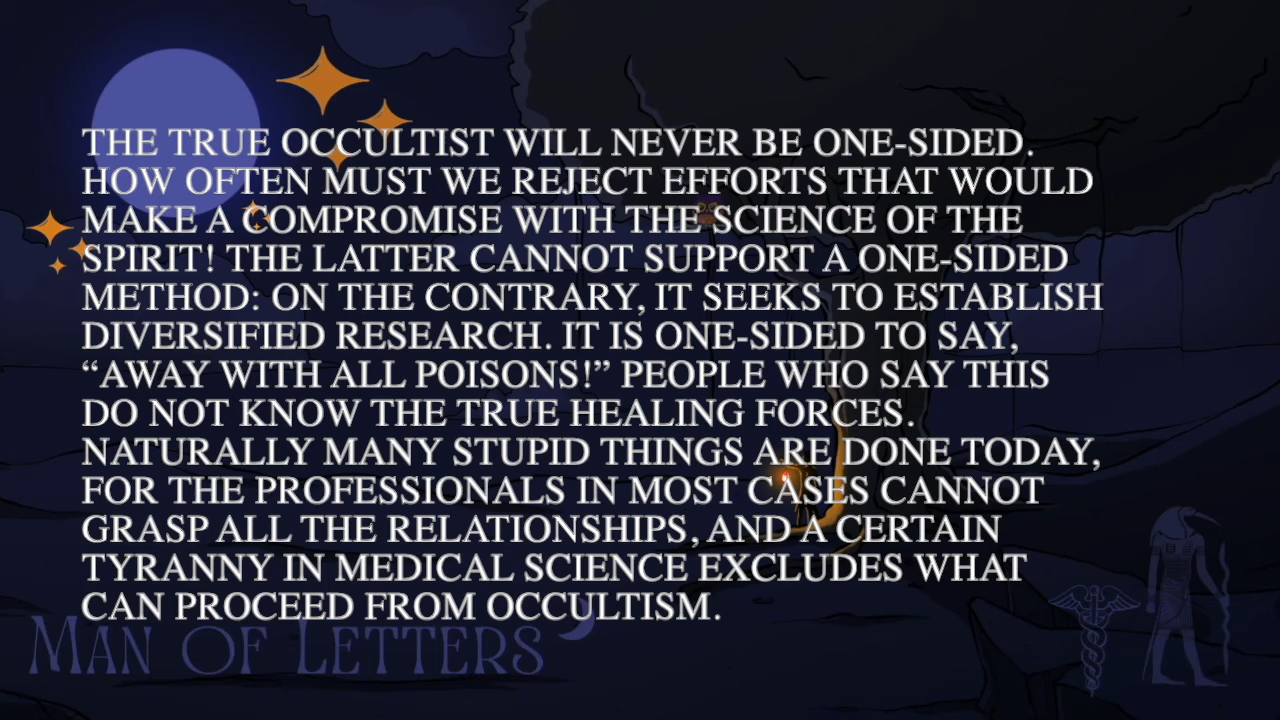 THE TRUE OCCULTIST WILL NEVER BE ONE-SIDED.
HOW OFTEN MUST WE REJECT EFFORTS THAT WOULD
MAKE A COMPROMISE WITH THE SCIENCE OF THE
SPIRIT! THE LATTER CANNOT SUPPORT A ONE-SIDED
METHOD: ON THE CONTRARY, IT SEEKS TO ESTABLISH
DIVERSIFIED RESEARCH. IT IS ONE-SIDED TO SAY,
“AWAY WITH ALL POISONS!” PEOPLE WHO SAY THIS
DO NOT KNOW THE TRUE HEALING FORCES.
NATURALLY MANY STUPID THINGS ARE DONE TODAY,
FOR THE PROFESSIONALS IN MOST CASES CANNOT
GRASP ALL THE RELATIONSHIPS, AND A CERTAIN
TYRANNY IN MEDICAL SCIENCE EXCLUDES WHAT
CAN PROCEED FROM OCCULTISM.
MAN OF LETTERS